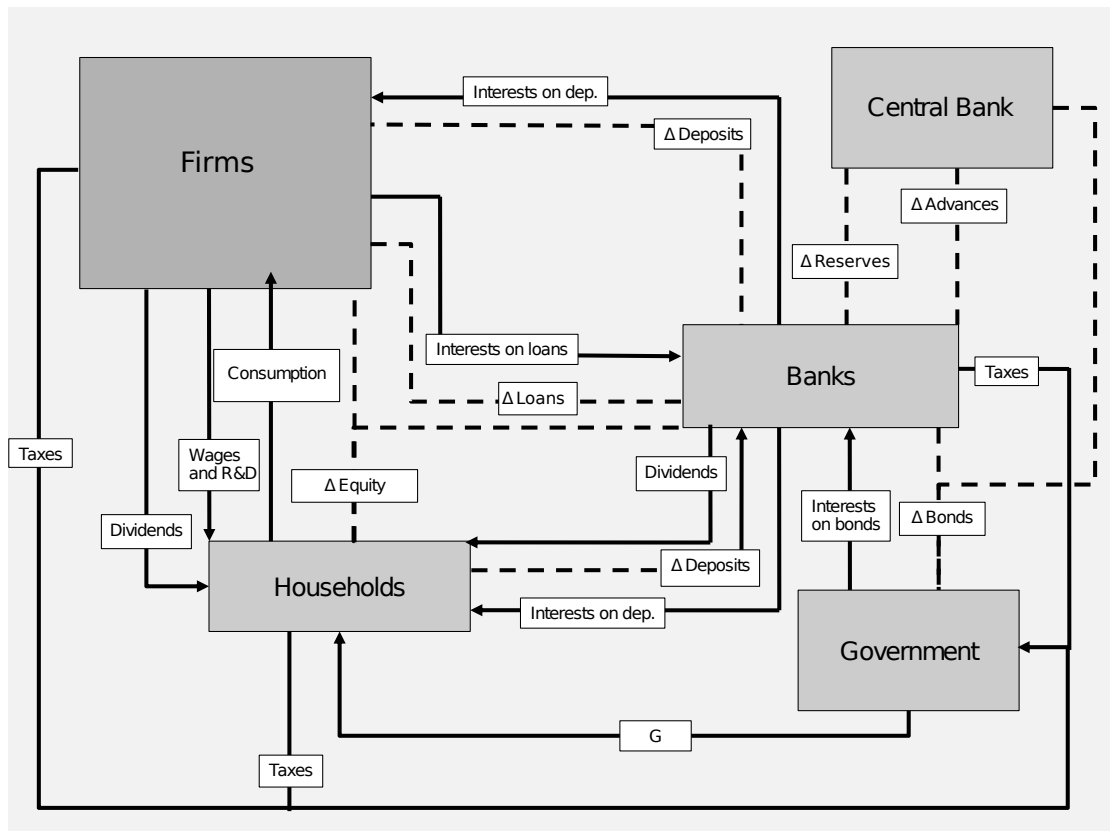 Interests on dep.
Central Bank
Δ Deposits
Firms
Δ Advances
Δ Reserves
Interests on loans
Consumption
Banks
Taxes
Δ Loans
Taxes
Wages
and R&D
Dividends
Δ Equity
Interests
on bonds
Δ Bonds
Dividends
Δ Deposits
Households
Interests on dep.
Government
G
Taxes